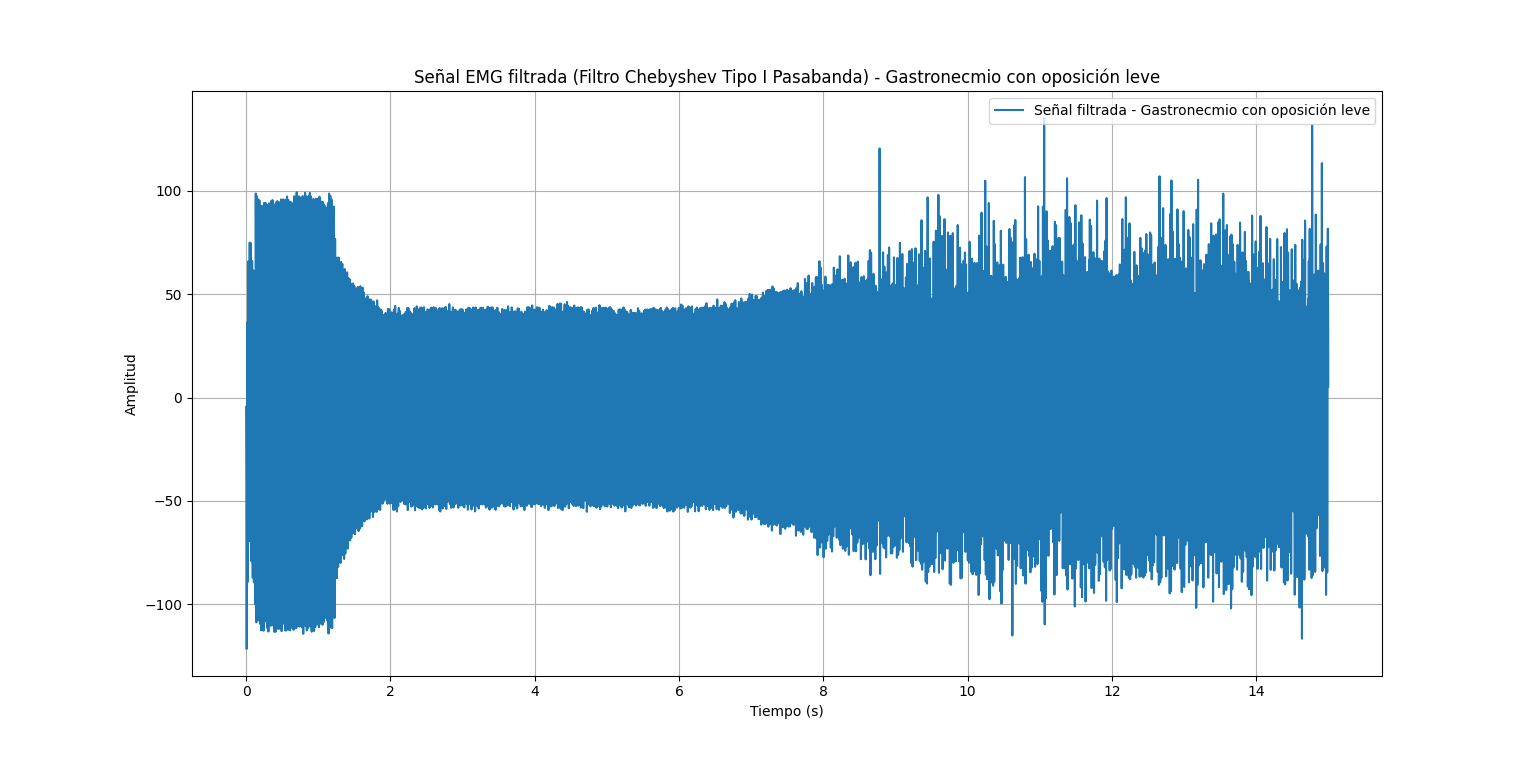 Señal EMG filtrada (Filtro Chebyshev Tipo I Pasabanda) - Gastronecmio con oposición leve
Señal filtrada - Gastronecmio con oposición leve
100
50
0
−50
−100
Amplitud
0 2 4 6 8 10 12 14
Tiempo (s)